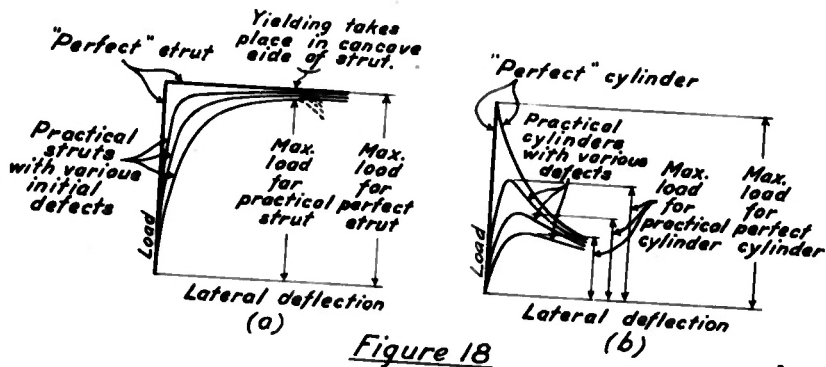 "Perfect" strut
Yielding takes
place in concave
side of strut.
Practical
struts
with various
initial
defects
Max.
load
for
practical
strut
Max.
load
for
perfect
strut
Load
Lateral deflection
(a)
"Perfect" cylinder
Practical
cylinders
with various
defects
Max.
load
for
practical
cylinder
Max.
load
for
perfect
cylinder
Load
Lateral deflection
(b)
Figure 18